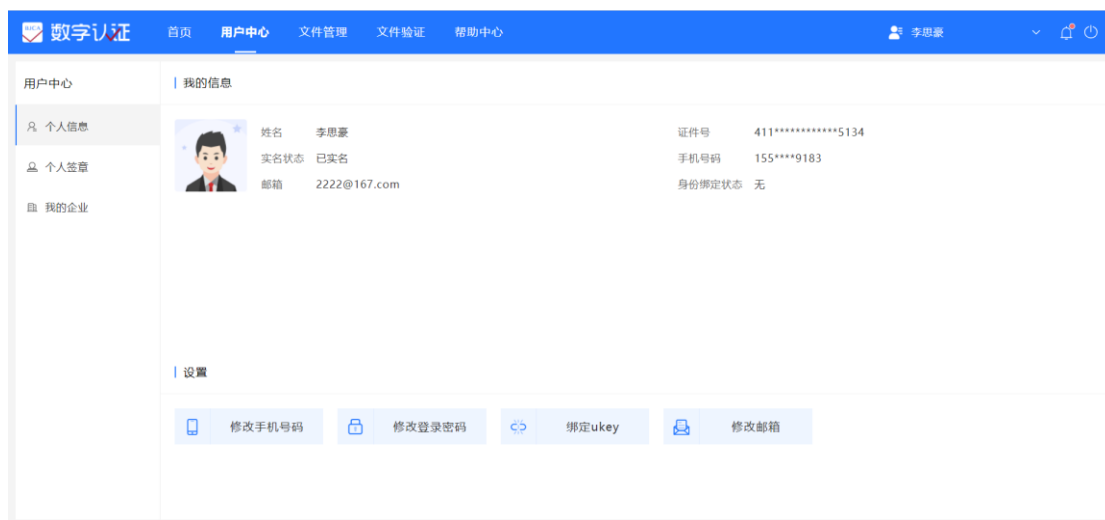 BJCA 数字认证 首页 用户中心 文件管理 文件验证 帮助中心 李思豪
用户中心
我的信息
个人信息
姓名 李思豪 证件号 411************5134
实名状态 已实名 手机号码 155****9183
个人签章
邮箱 2222@167.com 身份绑定状态 无
我的企业
设置
修改手机号码 修改登录密码 绑定ukey 修改邮箱